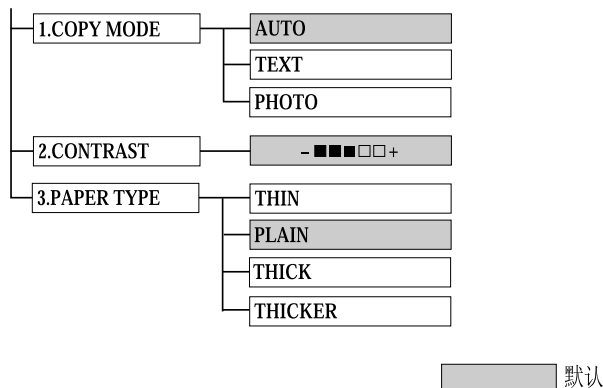 1.COPY MODE
AUTO
TEXT
PHOTO
2.CONTRAST
- ■■■□□+
3.PAPER TYPE
THIN
PLAIN
THICK
THICKER
默认